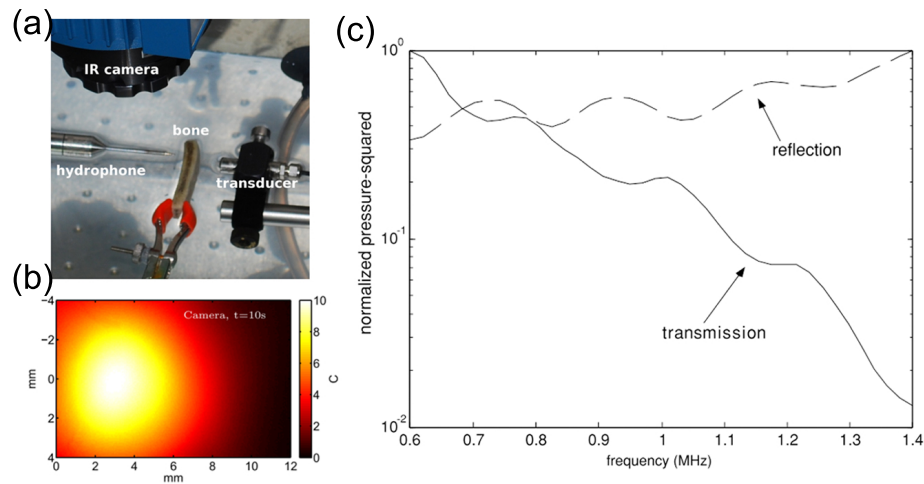 (a)
IR camera
bone
hydrophone
transducer
(b)
Camera, t=10s
-4
-2
0
2
4
mm
0
2
4
6
8
10
12
mm
10
8
6
4
2
0
C
(c)
normalized pressure-squared
10^0
10^-1
10^-2
reflection
transmission
0.6
0.7
0.8
0.9
1
1.1
1.2
1.3
1.4
frequency (MHz)